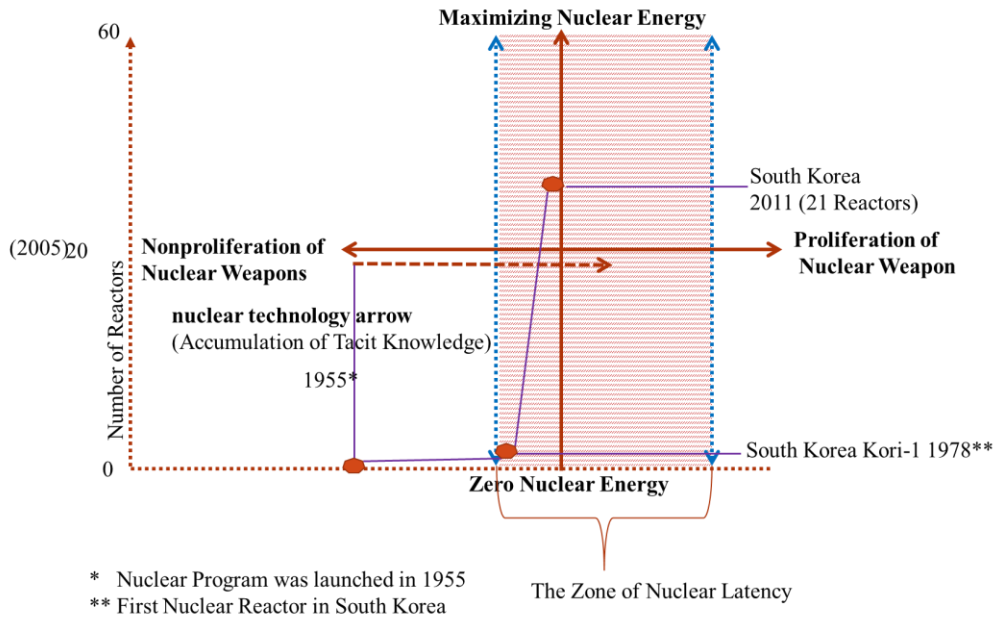 Maximizing Nuclear Energy
60
South Korea
2011 (21 Reactors)
(2005)20
Nonproliferation of
Nuclear Weapons
Proliferation of
Nuclear Weapon
nuclear technology arrow
(Accumulation of Tacit Knowledge)
1955*
Number of Reactors
South Korea Kori-1 1978**
0
Zero Nuclear Energy
The Zone of Nuclear Latency
* Nuclear Program was launched in 1955
** First Nuclear Reactor in South Korea